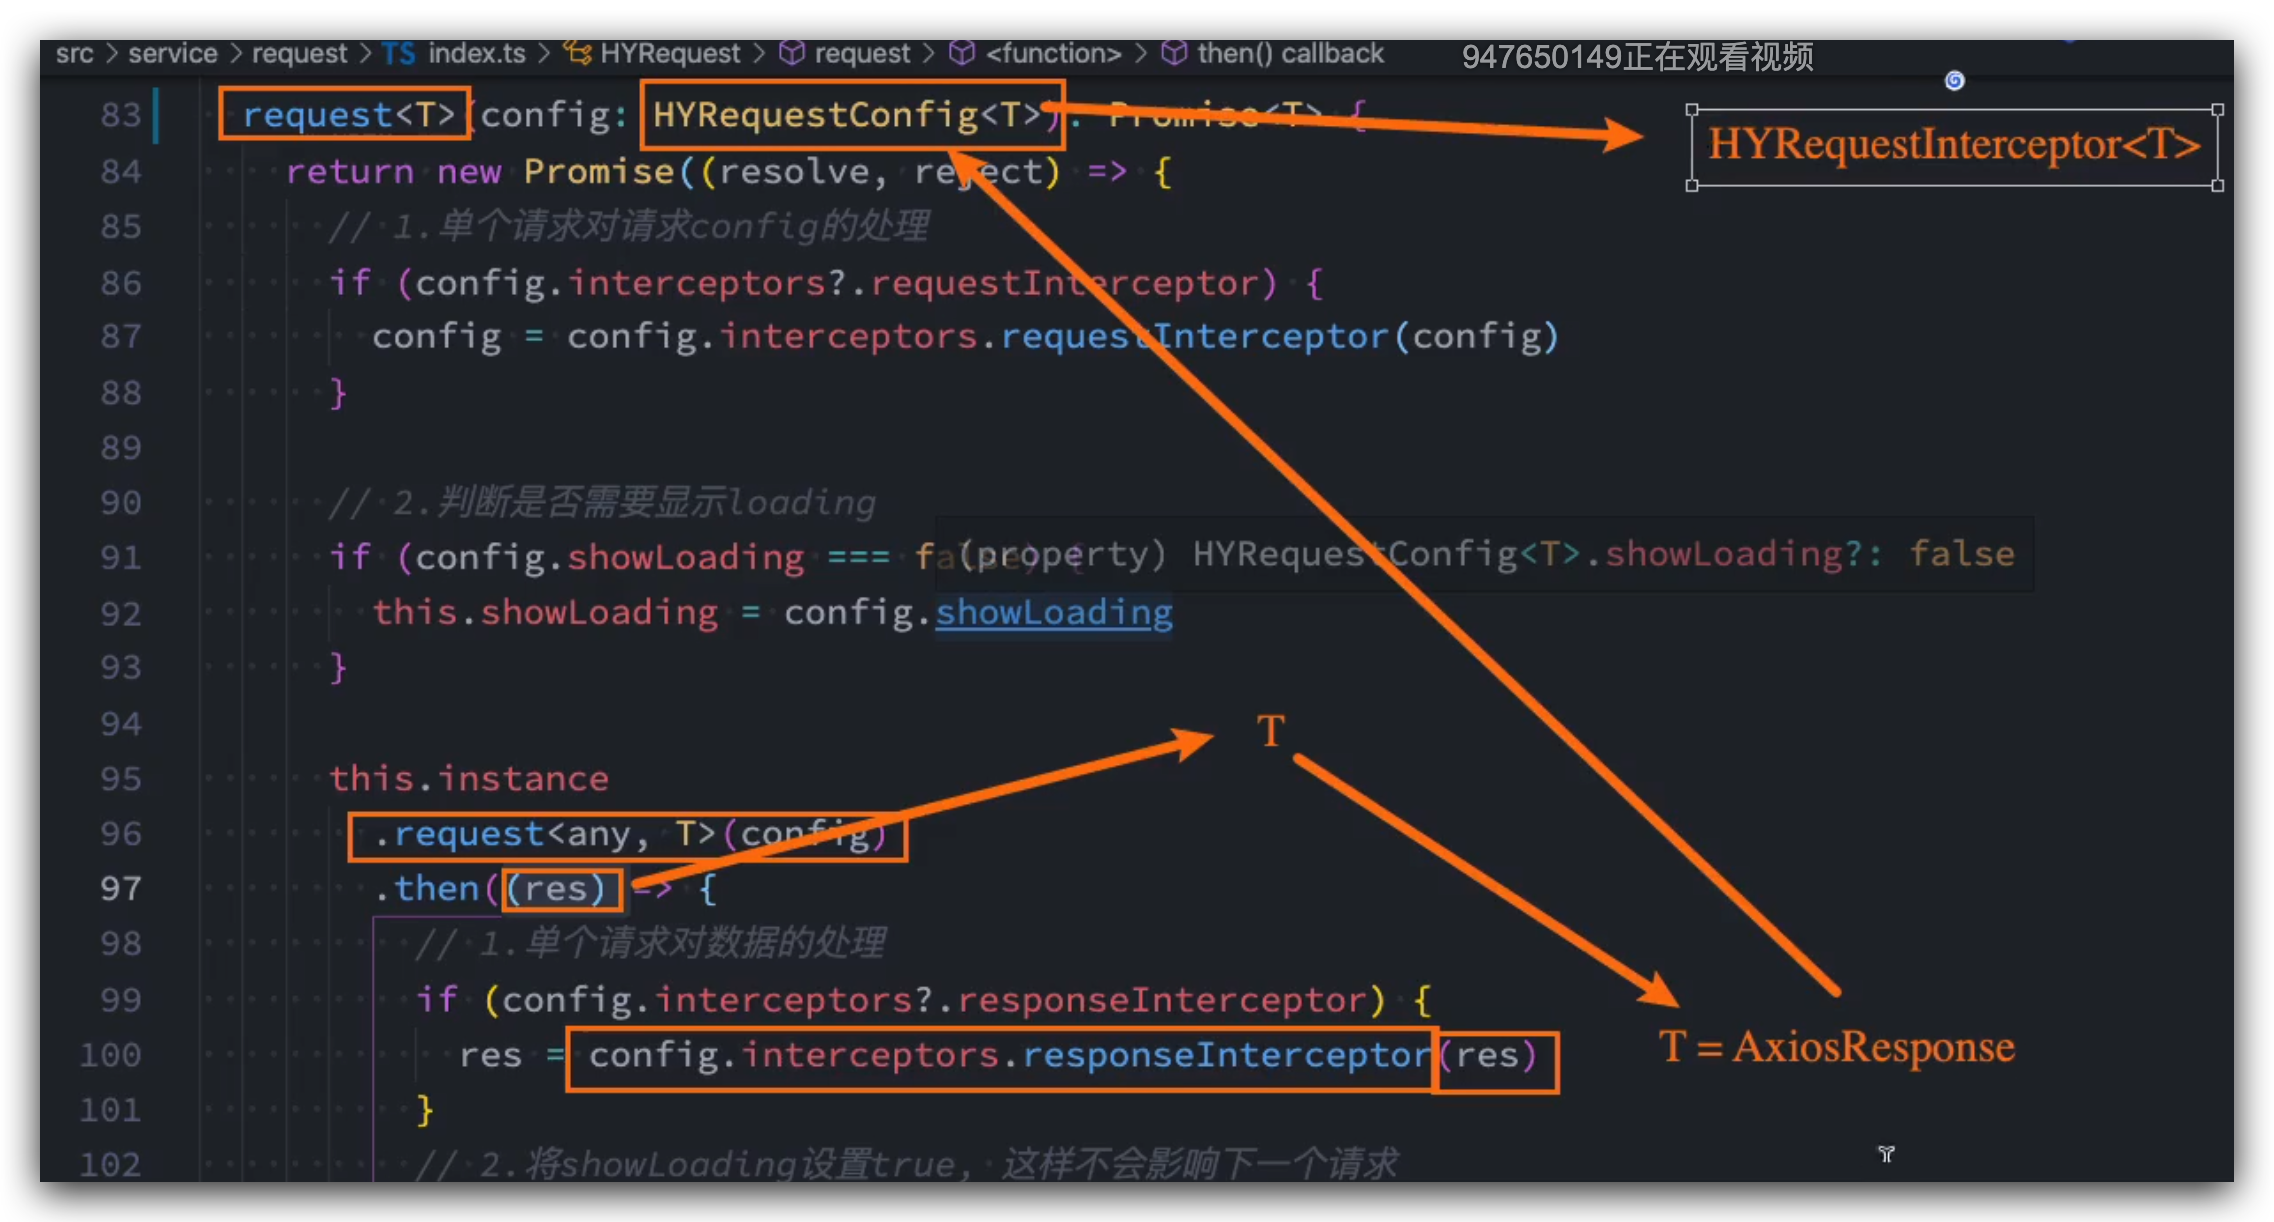 src > service > request > TS index.ts > HYRequest > request > <function> > then() callback
947650149正在观看视频
83 request<T>(config: HYRequestConfig<T>): Promise<T> {
HYRequestInterceptor<T>
84 return new Promise((resolve, reject) => {
85 // 1.单个请求对请求config的处理
86 if (config.interceptors?.requestInterceptor) {
87 config = config.interceptors.requestInterceptor(config)
88 }
89
90 // 2.判断是否需要显示loading
91 if (config.showLoading === false) {
(property) HYRequestConfig<T>.showLoading?: false
92 this.showLoading = config.showLoading
93 }
94
T
95 this.instance
96 .request<any, T>(config)
97 .then((res) => {
98 // 1.单个请求对数据的处理
99 if (config.interceptors?.responseInterceptor) {
100 res = config.interceptors.responseInterceptor(res)
T = AxiosResponse
101 }
102 // 2.将showLoading设置true, 这样不会影响下一个请求